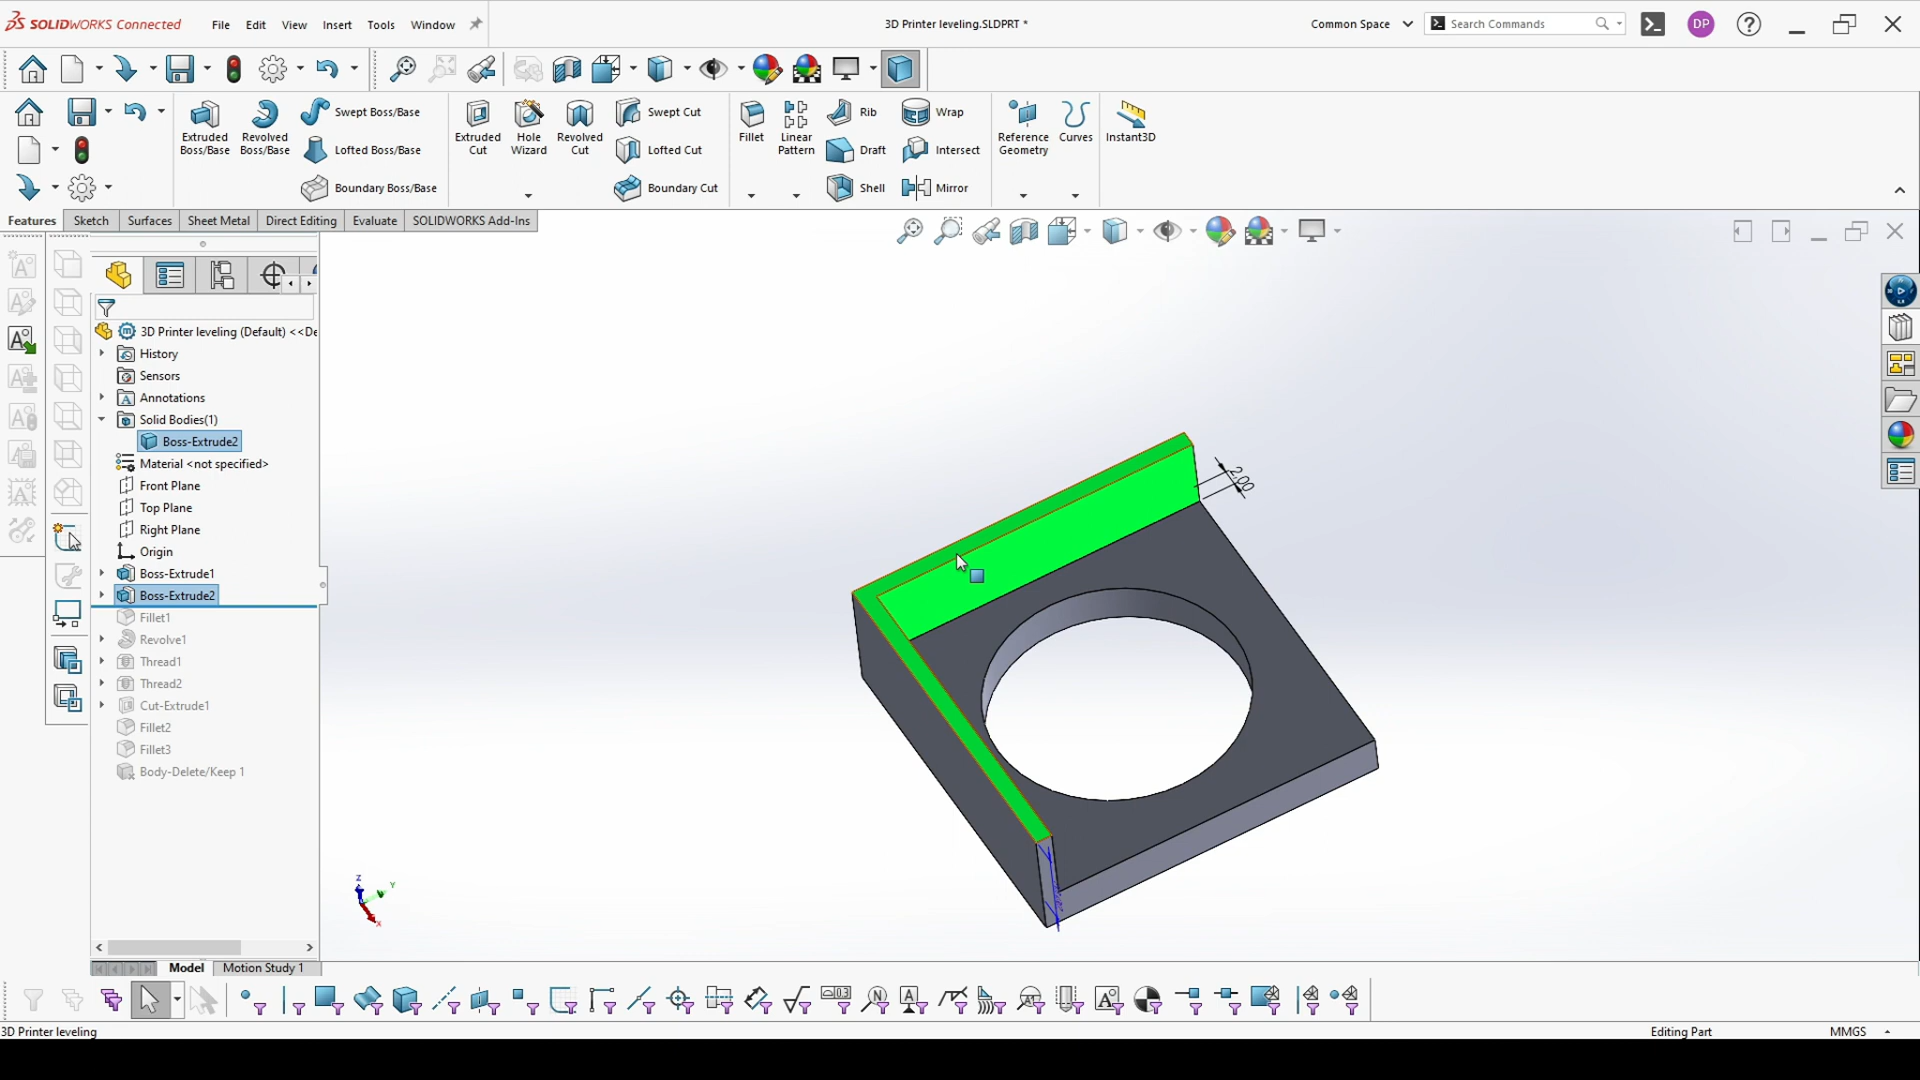 SOLIDWORKS Connected
File Edit View Insert Tools Window
3D Printer leveling.SLDPRT *
Common Space
Search Commands
DP
Extruded Boss/Base
Revolved Boss/Base
Swept Boss/Base
Lofted Boss/Base
Boundary Boss/Base
Extruded Cut
Hole Wizard
Revolved Cut
Swept Cut
Lofted Cut
Boundary Cut
Fillet
Linear Pattern
Rib
Draft
Shell
Wrap
Intersect
Mirror
Reference Geometry
Curves
Instant3D
Features Sketch Surfaces Sheet Metal Direct Editing Evaluate SOLIDWORKS Add-Ins
3D Printer leveling (Default) <<De
History
Sensors
Annotations
Solid Bodies(1)
Boss-Extrude2
Material <not specified>
Front Plane
Top Plane
Right Plane
Origin
Boss-Extrude1
Boss-Extrude2
Fillet1
Revolve1
Thread1
Thread2
Cut-Extrude1
Fillet2
Fillet3
Body-Delete/Keep 1
2.00
Z
Y
X
Model Motion Study 1
3D Printer leveling
Editing Part
MMGS